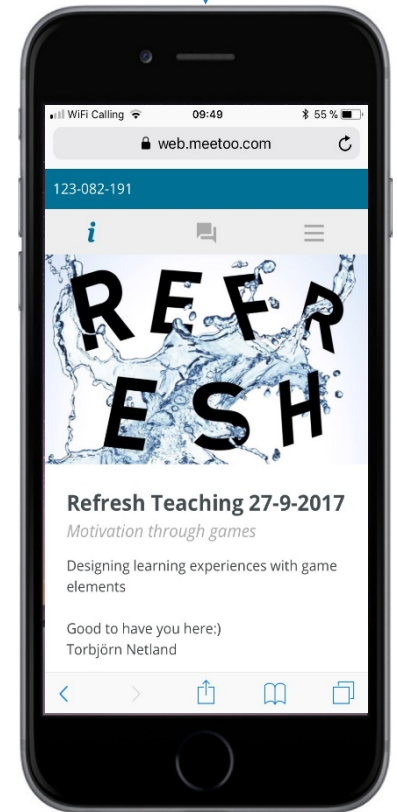 WiFi Calling 09:49 55 %
web.meetoo.com
123-082-191
i
REFR
ESH
Refresh Teaching 27-9-2017
Motivation through games
Designing learning experiences with game
elements
Good to have you here:)
Torbjörn Netland